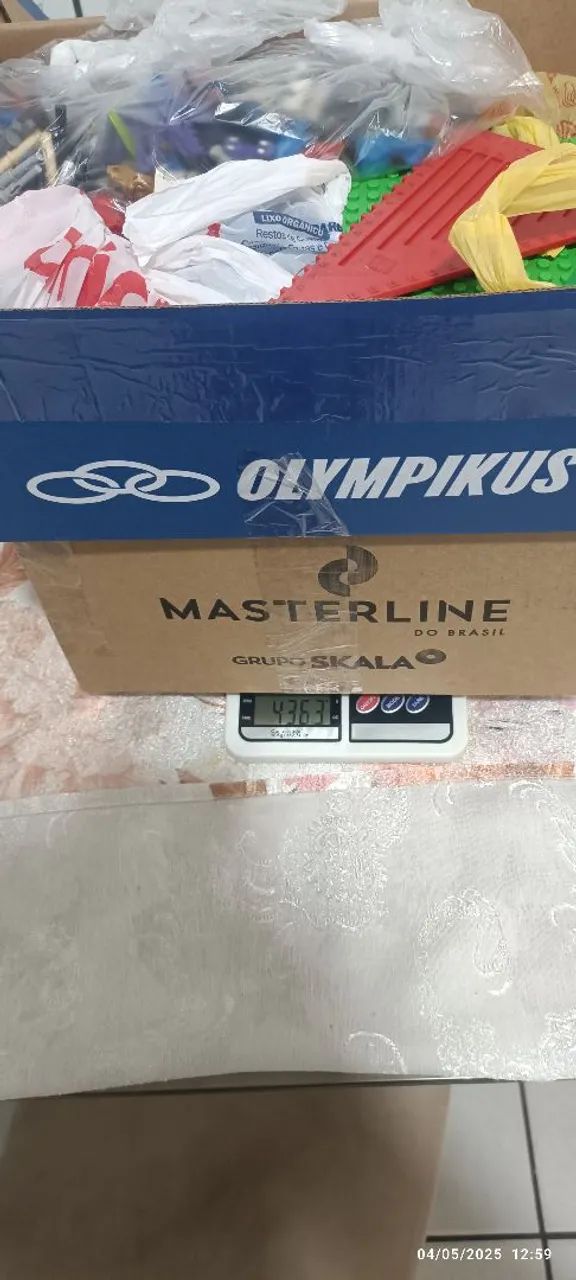 LIXO ORGÂNICO
OLYMPIKUS
MASTERLINE
DO BRASIL
GRUPO SKALA
4363
04/05/2025 12:59